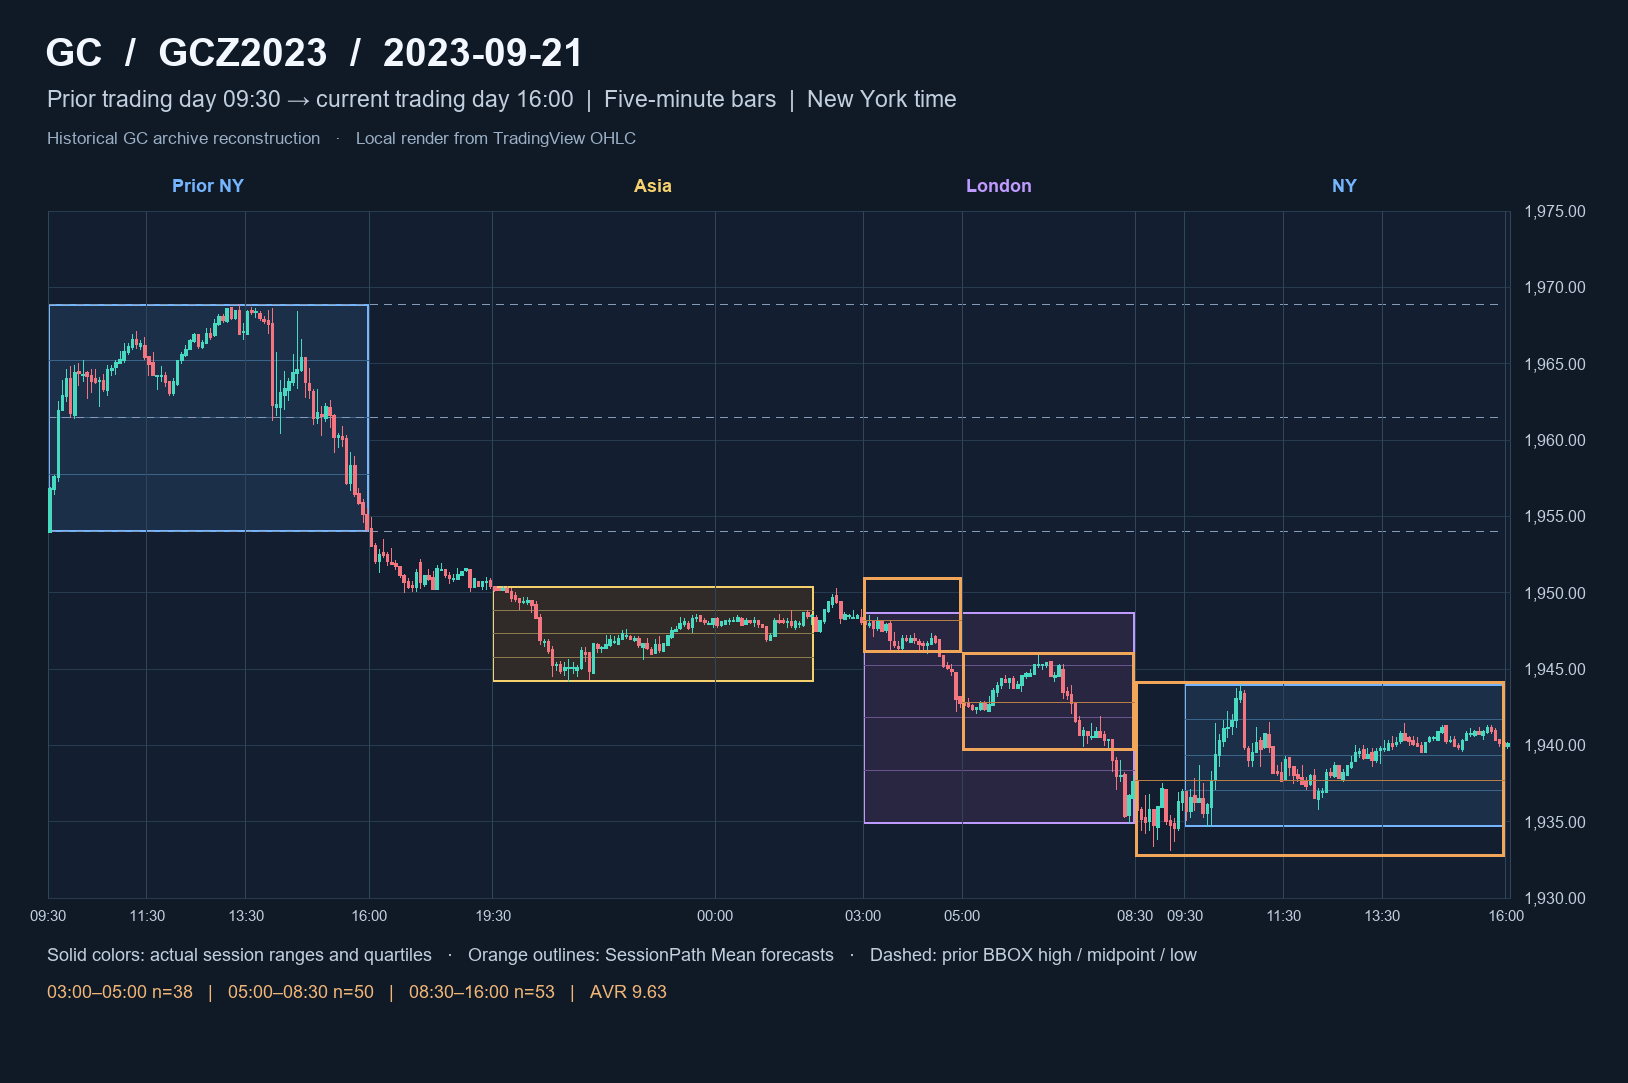 GC / GCZ2023 / 2023-09-21
Prior trading day 09:30 → current trading day 16:00 | Five-minute bars | New York time
Historical GC archive reconstruction · Local render from TradingView OHLC
Prior NY Asia London NY
1,975.00
1,970.00
1,965.00
1,960.00
1,955.00
1,950.00
1,945.00
1,940.00
1,935.00
1,930.00
09:30 11:30 13:30 16:00 19:30 00:00 03:00 05:00 08:30 09:30 11:30 13:30 16:00
Solid colors: actual session ranges and quartiles · Orange outlines: SessionPath Mean forecasts · Dashed: prior BBOX high / midpoint / low
03:00–05:00 n=38 | 05:00–08:30 n=50 | 08:30–16:00 n=53 | AVR 9.63